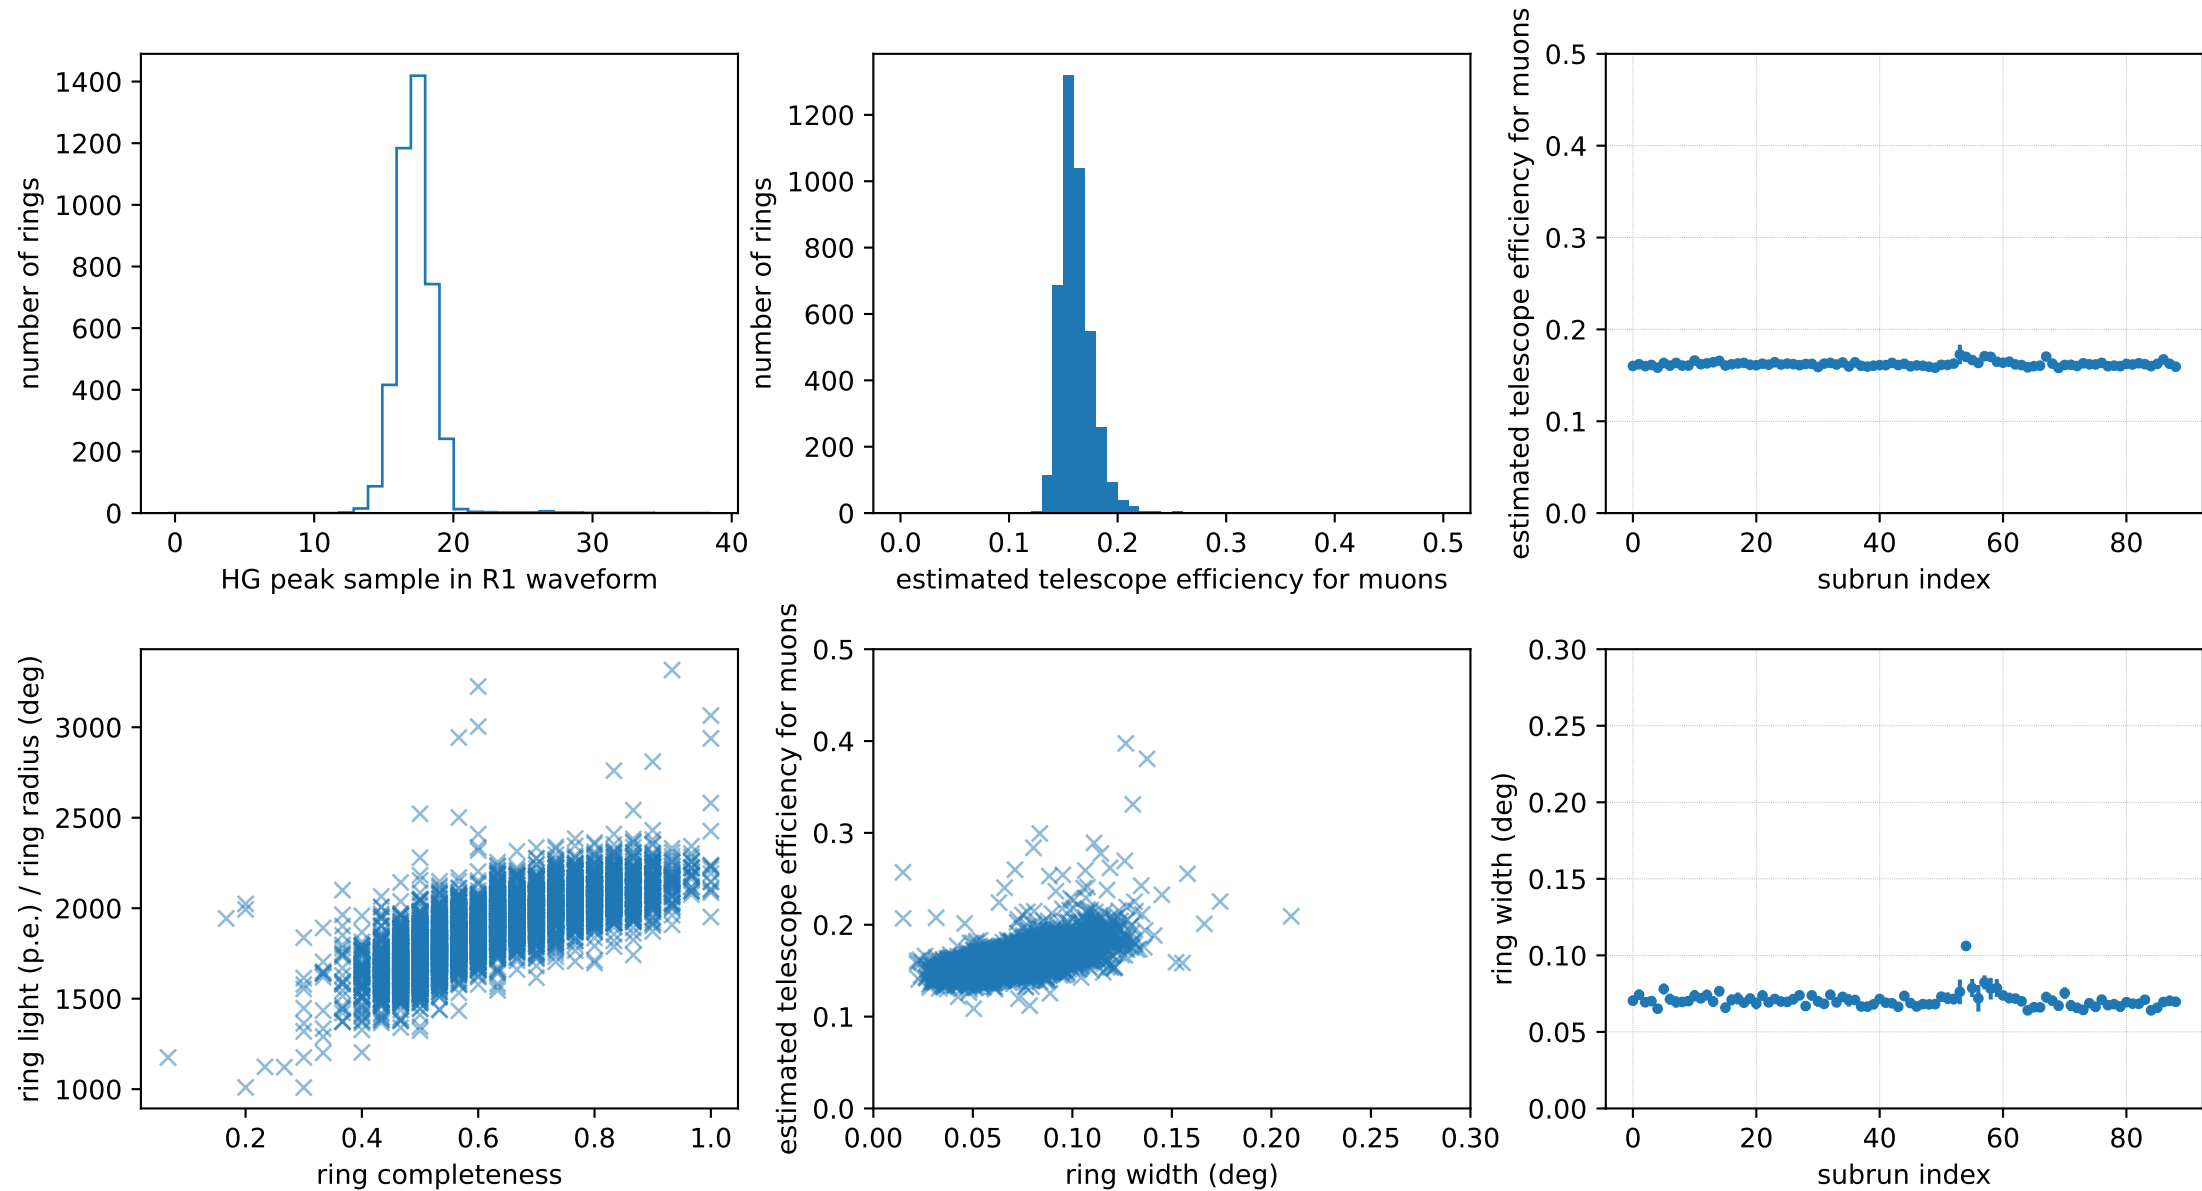 number of rings
1400
1200
1000
800
600
400
200
0
0 10 20 30 40
HG peak sample in R1 waveform
number of rings
1200
1000
800
600
400
200
0
0.0 0.1 0.2 0.3 0.4 0.5
estimated telescope efficiency for muons
estimated telescope efficiency for muons
0.5
0.4
0.3
0.2
0.1
0.0
0 20 40 60 80
subrun index
ring light (p.e.) / ring radius (deg)
3000
2500
2000
1500
1000
0.2 0.4 0.6 0.8 1.0
ring completeness
estimated telescope efficiency for muons
0.5
0.4
0.3
0.2
0.1
0.0
0.00 0.05 0.10 0.15 0.20 0.25 0.30
ring width (deg)
ring width (deg)
0.30
0.25
0.20
0.15
0.10
0.05
0.00
0 20 40 60 80
subrun index